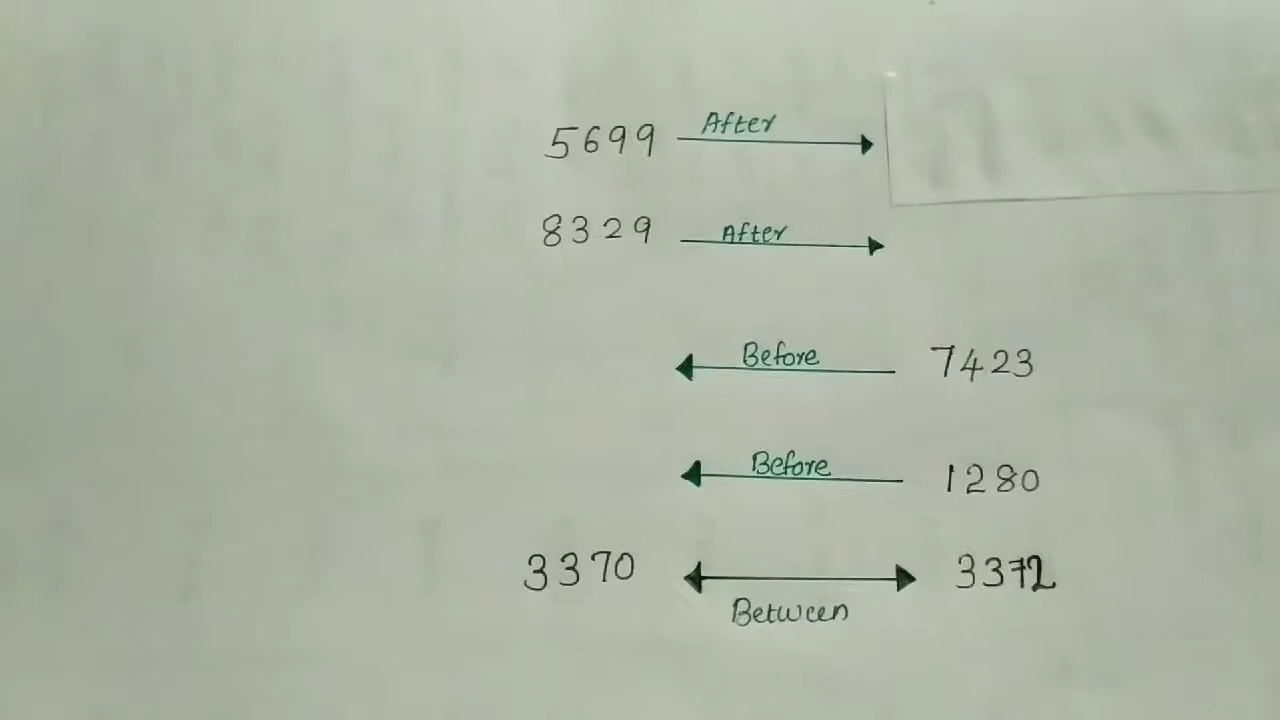 5699 After
8329 After
Before 7423
Before 1280
3370 Between 3372